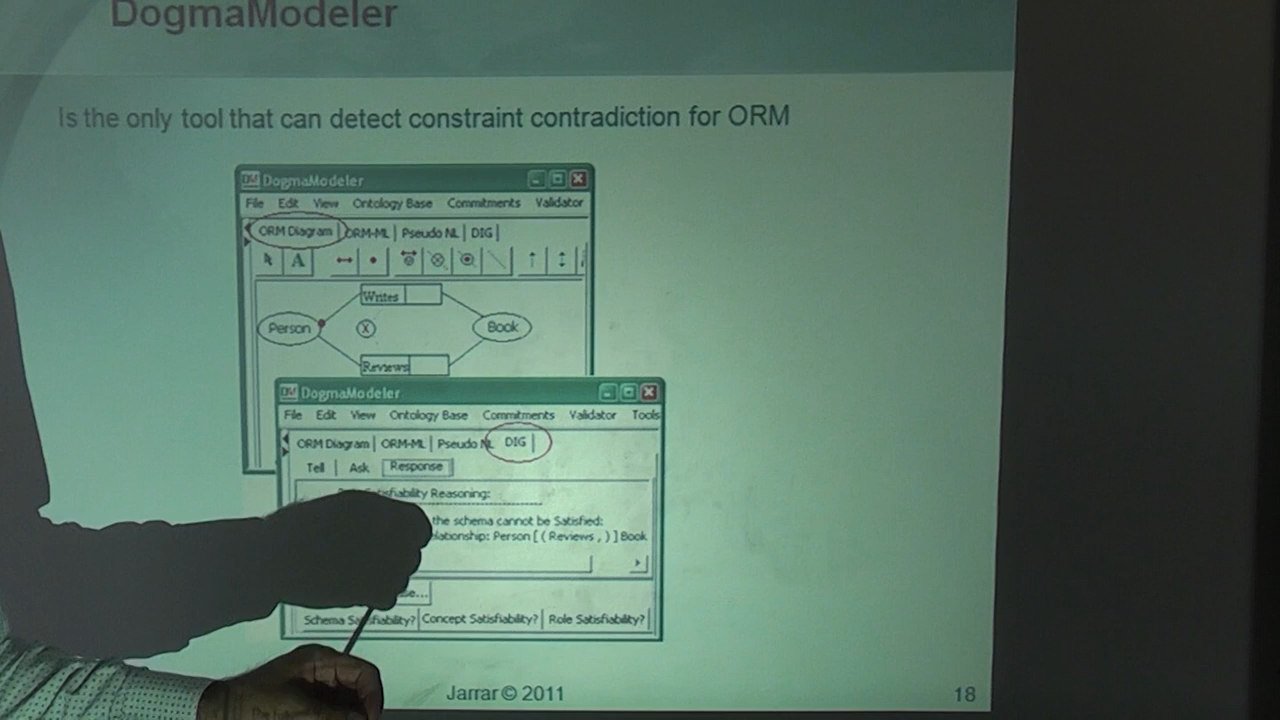 DogmaModeler
Is the only tool that can detect constraint contradiction for ORM
DM DogmaModeler
File Edit View Ontology Base Commitments Validator
ORM Diagram ORM-ML Pseudo NL DIG
A
Writes
Person X Book
Reviews
DM DogmaModeler
File Edit View Ontology Base Commitments Validator Tools
ORM Diagram ORM-ML Pseudo NL DIG
Tell Ask Response
Reasoning:
the schema cannot be Satisfied:
Person [ ( Reviews , ) ] Book
Schema Satisfiability? Concept Satisfiability? Role Satisfiability?
Jarrar © 2011
18